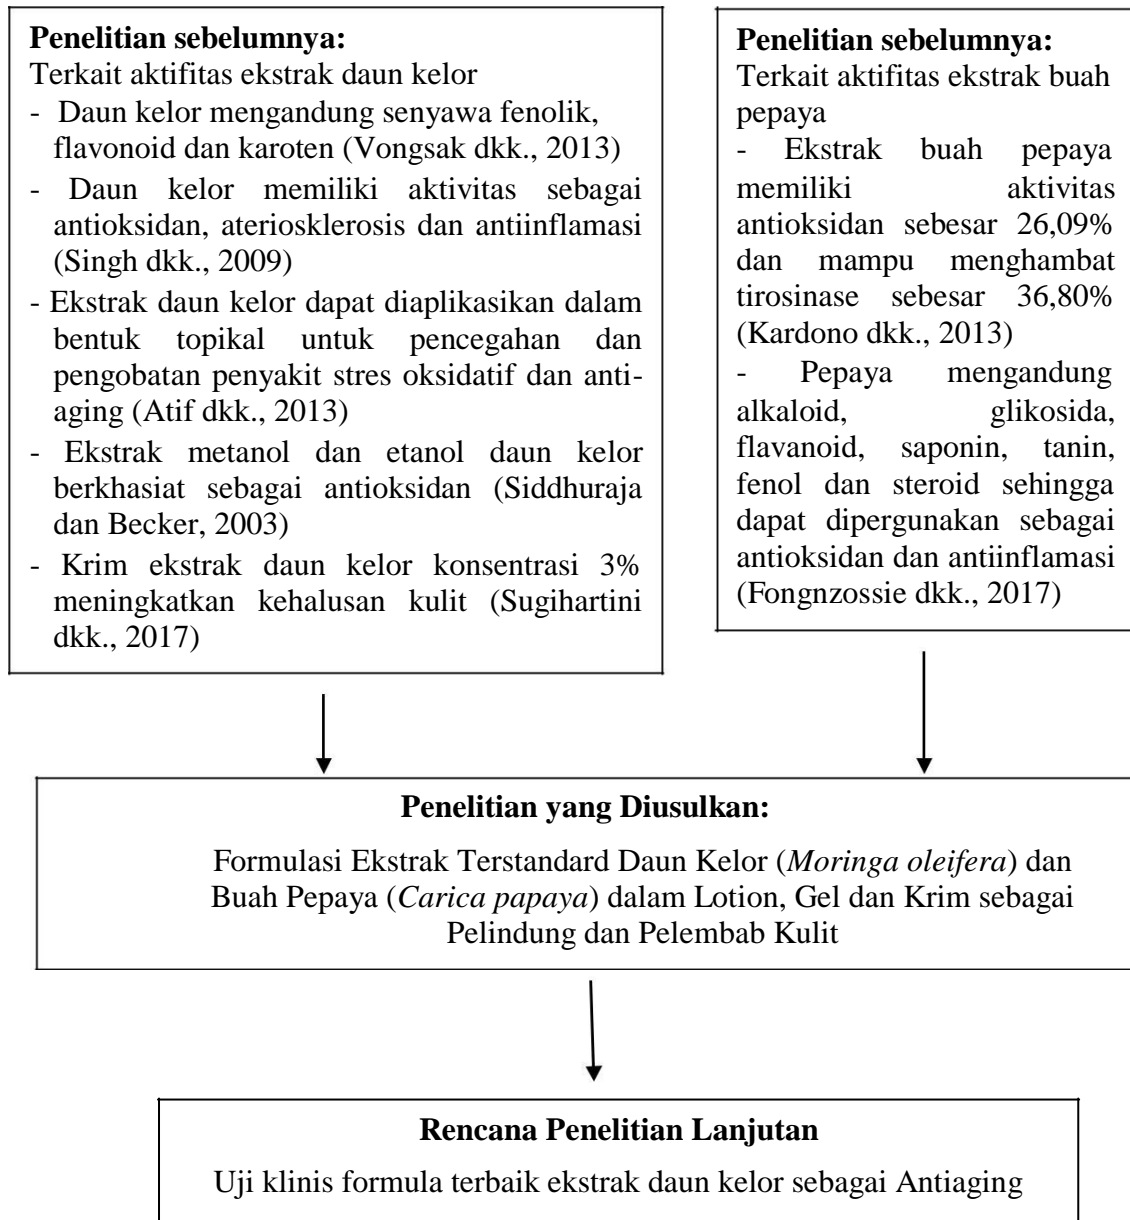 Penelitian sebelumnya:
Terkait aktifitas ekstrak daun kelor
- Daun kelor mengandung senyawa fenolik,
flavonoid dan karoten (Vongsak dkk., 2013)
- Daun kelor memiliki aktivitas sebagai
antioksidan, ateriosklerosis dan antiinflamasi
(Singh dkk., 2009)
- Ekstrak daun kelor dapat diaplikasikan dalam
bentuk topikal untuk pencegahan dan
pengobatan penyakit stres oksidatif dan anti-
aging (Atif dkk., 2013)
- Ekstrak metanol dan etanol daun kelor
berkhasiat sebagai antioksidan (Siddhuraja
dan Becker, 2003)
- Krim ekstrak daun kelor konsentrasi 3%
meningkatkan kehalusan kulit (Sugihartini
dkk., 2017)
Penelitian sebelumnya:
Terkait aktifitas ekstrak buah
pepaya
- Ekstrak buah pepaya
memiliki aktivitas
antioksidan sebesar 26,09%
dan mampu menghambat
tirosinase sebesar 36,80%
(Kardono dkk., 2013)
- Pepaya mengandung
alkaloid, glikosida,
flavanoid, saponin, tanin,
fenol dan steroid sehingga
dapat dipergunakan sebagai
antioksidan dan antiinflamasi
(Fongnzossie dkk., 2017)
Penelitian yang Diusulkan:
Formulasi Ekstrak Terstandard Daun Kelor (Moringa oleifera) dan
Buah Pepaya (Carica papaya) dalam Lotion, Gel dan Krim sebagai
Pelindung dan Pelembab Kulit
Rencana Penelitian Lanjutan
Uji klinis formula terbaik ekstrak daun kelor sebagai Antiaging